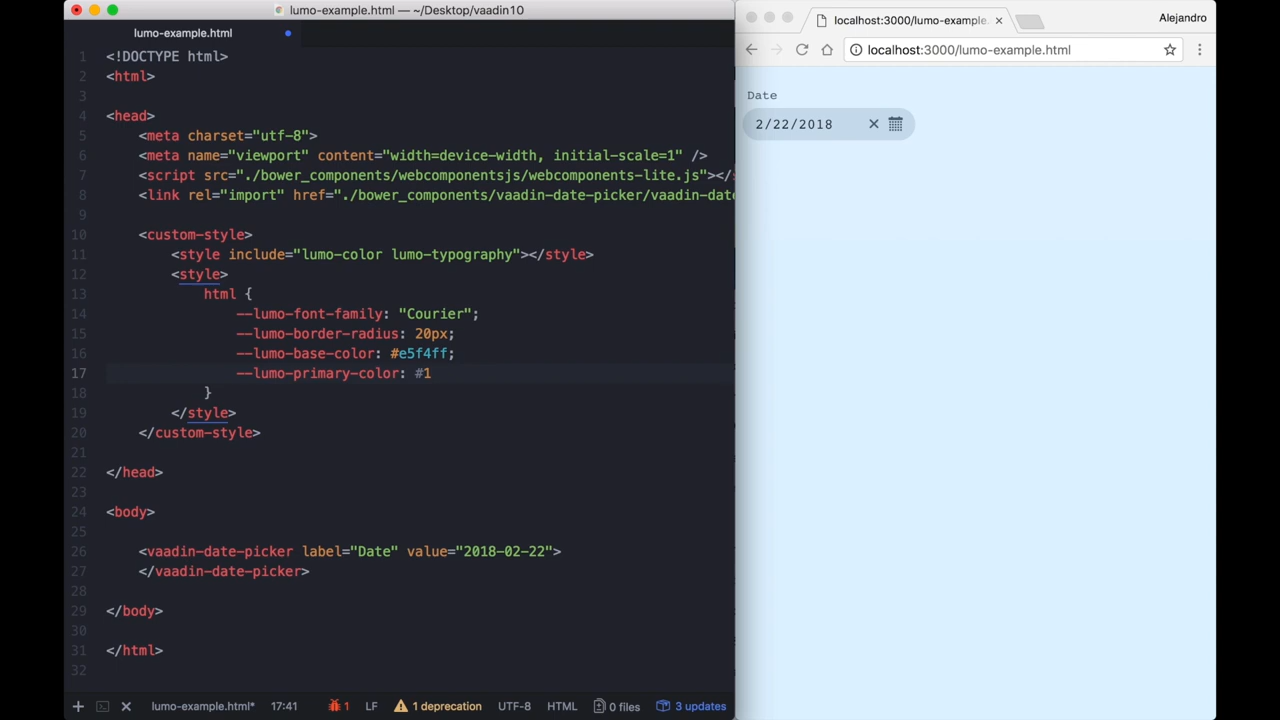 lumo-example.html — ~/Desktop/vaadin10
lumo-example.html
1 <!DOCTYPE html>
2 <html>
3
4 <head>
5 <meta charset="utf-8">
6 <meta name="viewport" content="width=device-width, initial-scale=1" />
7 <script src="./bower_components/webcomponentsjs/webcomponents-lite.js"></s
8 <link rel="import" href="./bower_components/vaadin-date-picker/vaadin-date
9
10 <custom-style>
11 <style include="lumo-color lumo-typography"></style>
12 <style>
13 html {
14 --lumo-font-family: "Courier";
15 --lumo-border-radius: 20px;
16 --lumo-base-color: #e5f4ff;
17 --lumo-primary-color: #1
18 }
19 </style>
20 </custom-style>
21
22 </head>
23
24 <body>
25
26 <vaadin-date-picker label="Date" value="2018-02-22">
27 </vaadin-date-picker>
28
29 </body>
30
31 </html>
32
lumo-example.html* 17:41 1 LF 1 deprecation UTF-8 HTML 0 files 3 updates
localhost:3000/lumo-example. Alejandro
localhost:3000/lumo-example.html
Date
2/22/2018